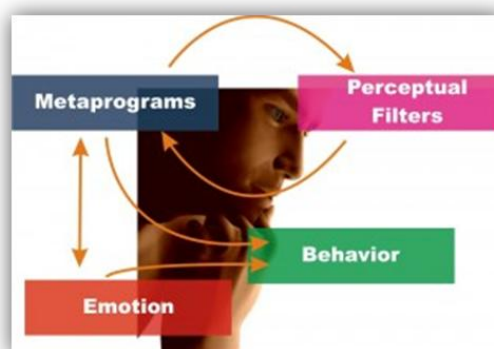 Metaprograms
Perceptual
Filters
Behavior
Emotion